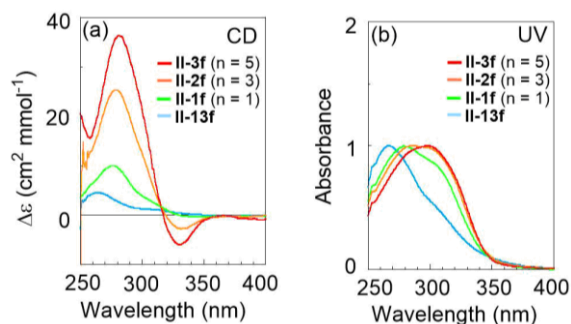 (a)
CD
II-3f (n = 5)
II-2f (n = 3)
II-1f (n = 1)
II-13f
40
20
0
Δε (cm² mmol⁻¹)
250 300 350 400
Wavelength (nm)
(b)
UV
II-3f (n = 5)
II-2f (n = 3)
II-1f (n = 1)
II-13f
2
1
0
Absorbance
250 300 350 400
Wavelength (nm)